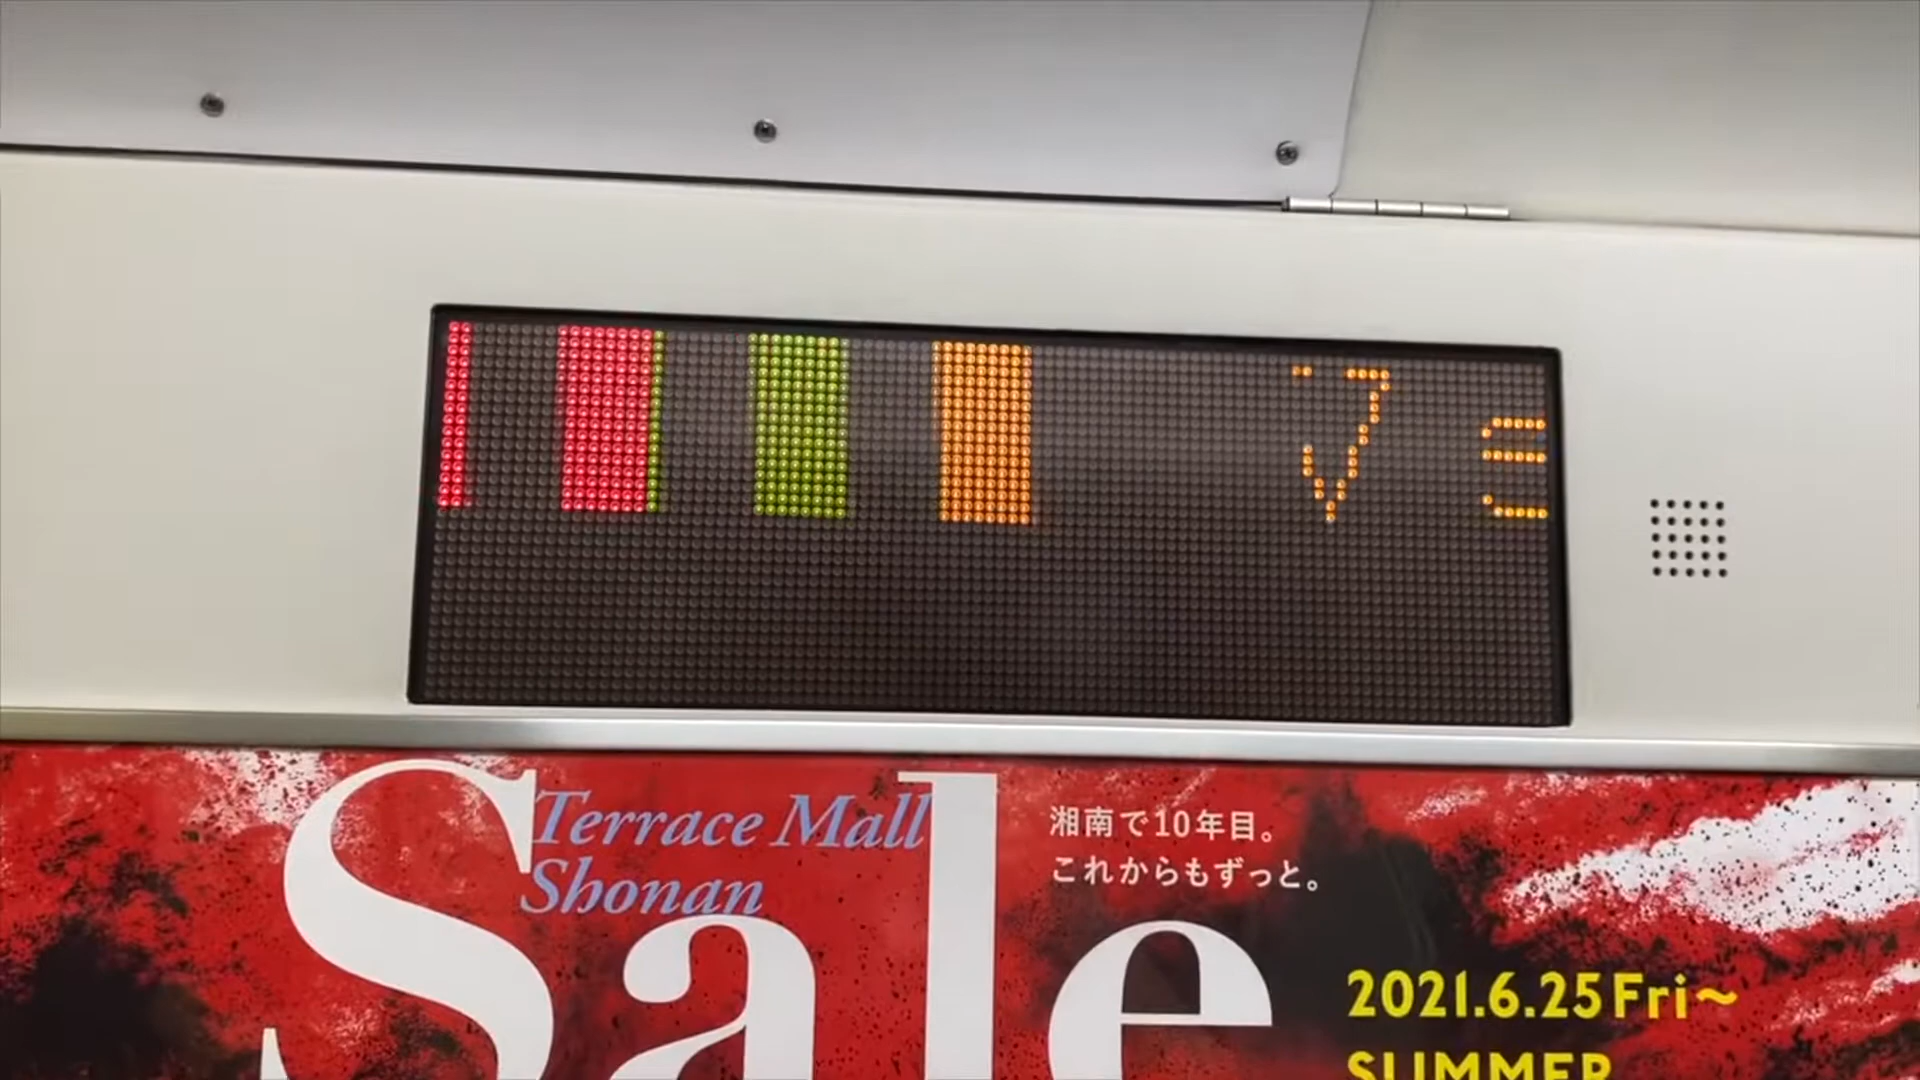 Sale
Terrace Mall
Shonan
湘南で10年目。
これからもずっと。
2021.6.25 Fri～
SUMMER